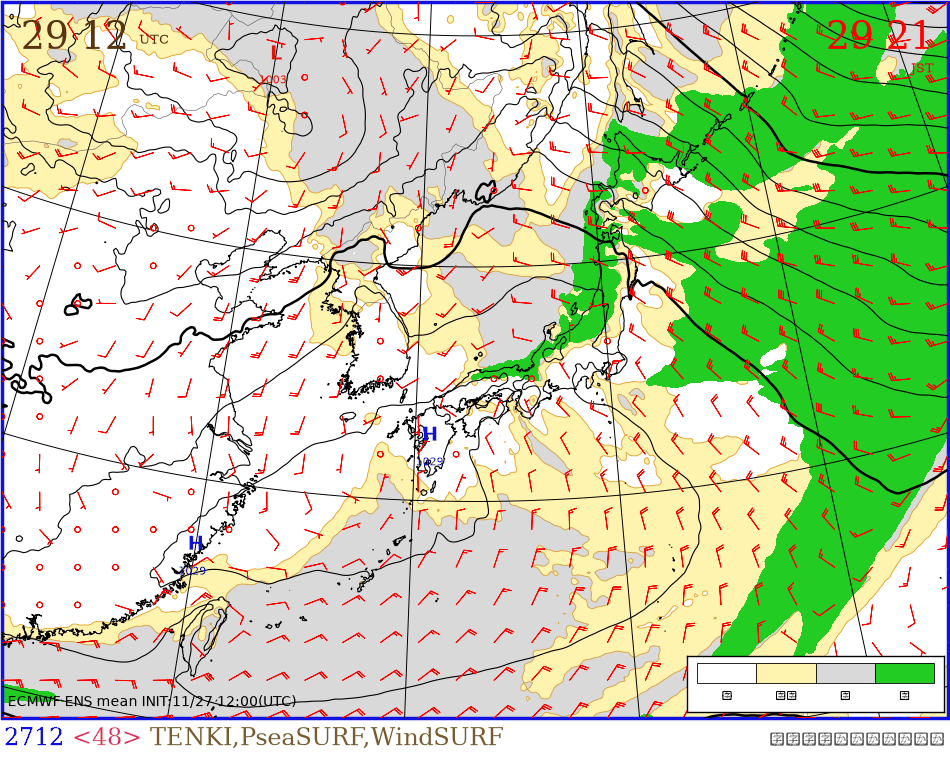 29 12 UTC
29 21
JST
L
1003
H
1029
H
029
ECMWF ENS mean INIT:11/27 12:00(UTC)
2712 <48> TENKI,PseaSURF,WindSURF